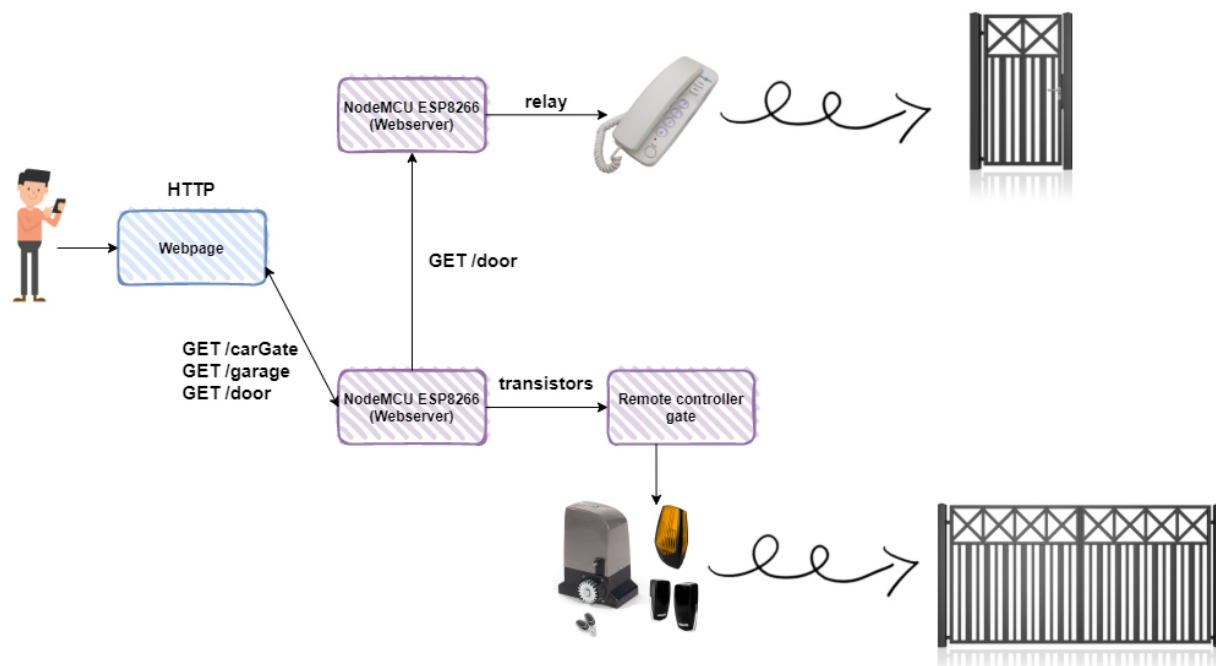 NodeMCU ESP8266
(Webserver)
relay
HTTP
Webpage
GET /door
GET /carGate
GET /garage
GET /door
NodeMCU ESP8266
(Webserver)
transistors
Remote controller
gate